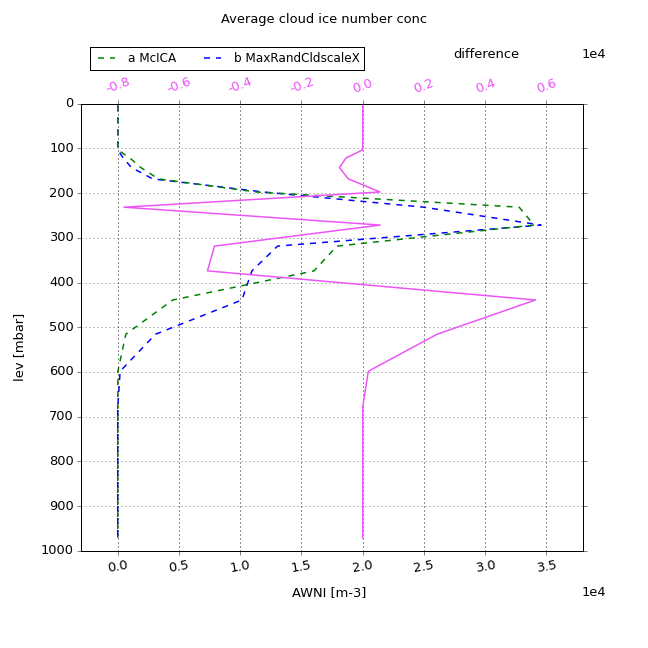 Average cloud ice number conc
a McICA b MaxRandCldscaleX
difference 1e4
-0.8 -0.6 -0.4 -0.2 0.0 0.2 0.4 0.6
0
100
200
300
400
500
600
700
800
900
1000
lev [mbar]
0.0 0.5 1.0 1.5 2.0 2.5 3.0 3.5
AWNI [m-3] 1e4